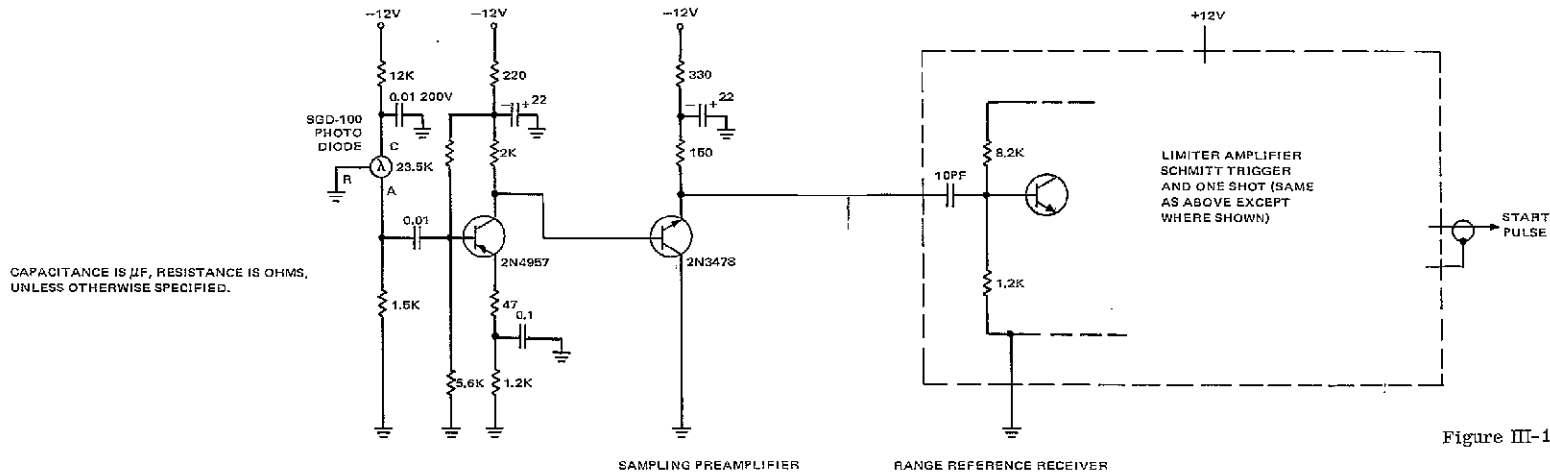 –12V
–12V
–12V
+12V
12K
0.01 200V
SGD-100
PHOTO
DIODE
C
R
A
23.5K
220
– + 22
2K
330
– + 22
150
0.01
2N4957
2N3478
1.5K
47
0.1
5.6K
1.2K
CAPACITANCE IS µF, RESISTANCE IS OHMS,
UNLESS OTHERWISE SPECIFIED.
10PF
8.2K
1.2K
LIMITER AMPLIFIER
SCHMITT TRIGGER
AND ONE SHOT (SAME
AS ABOVE EXCEPT
WHERE SHOWN)
START
PULSE
Figure III-1
SAMPLING PREAMPLIFIER
RANGE REFERENCE RECEIVER